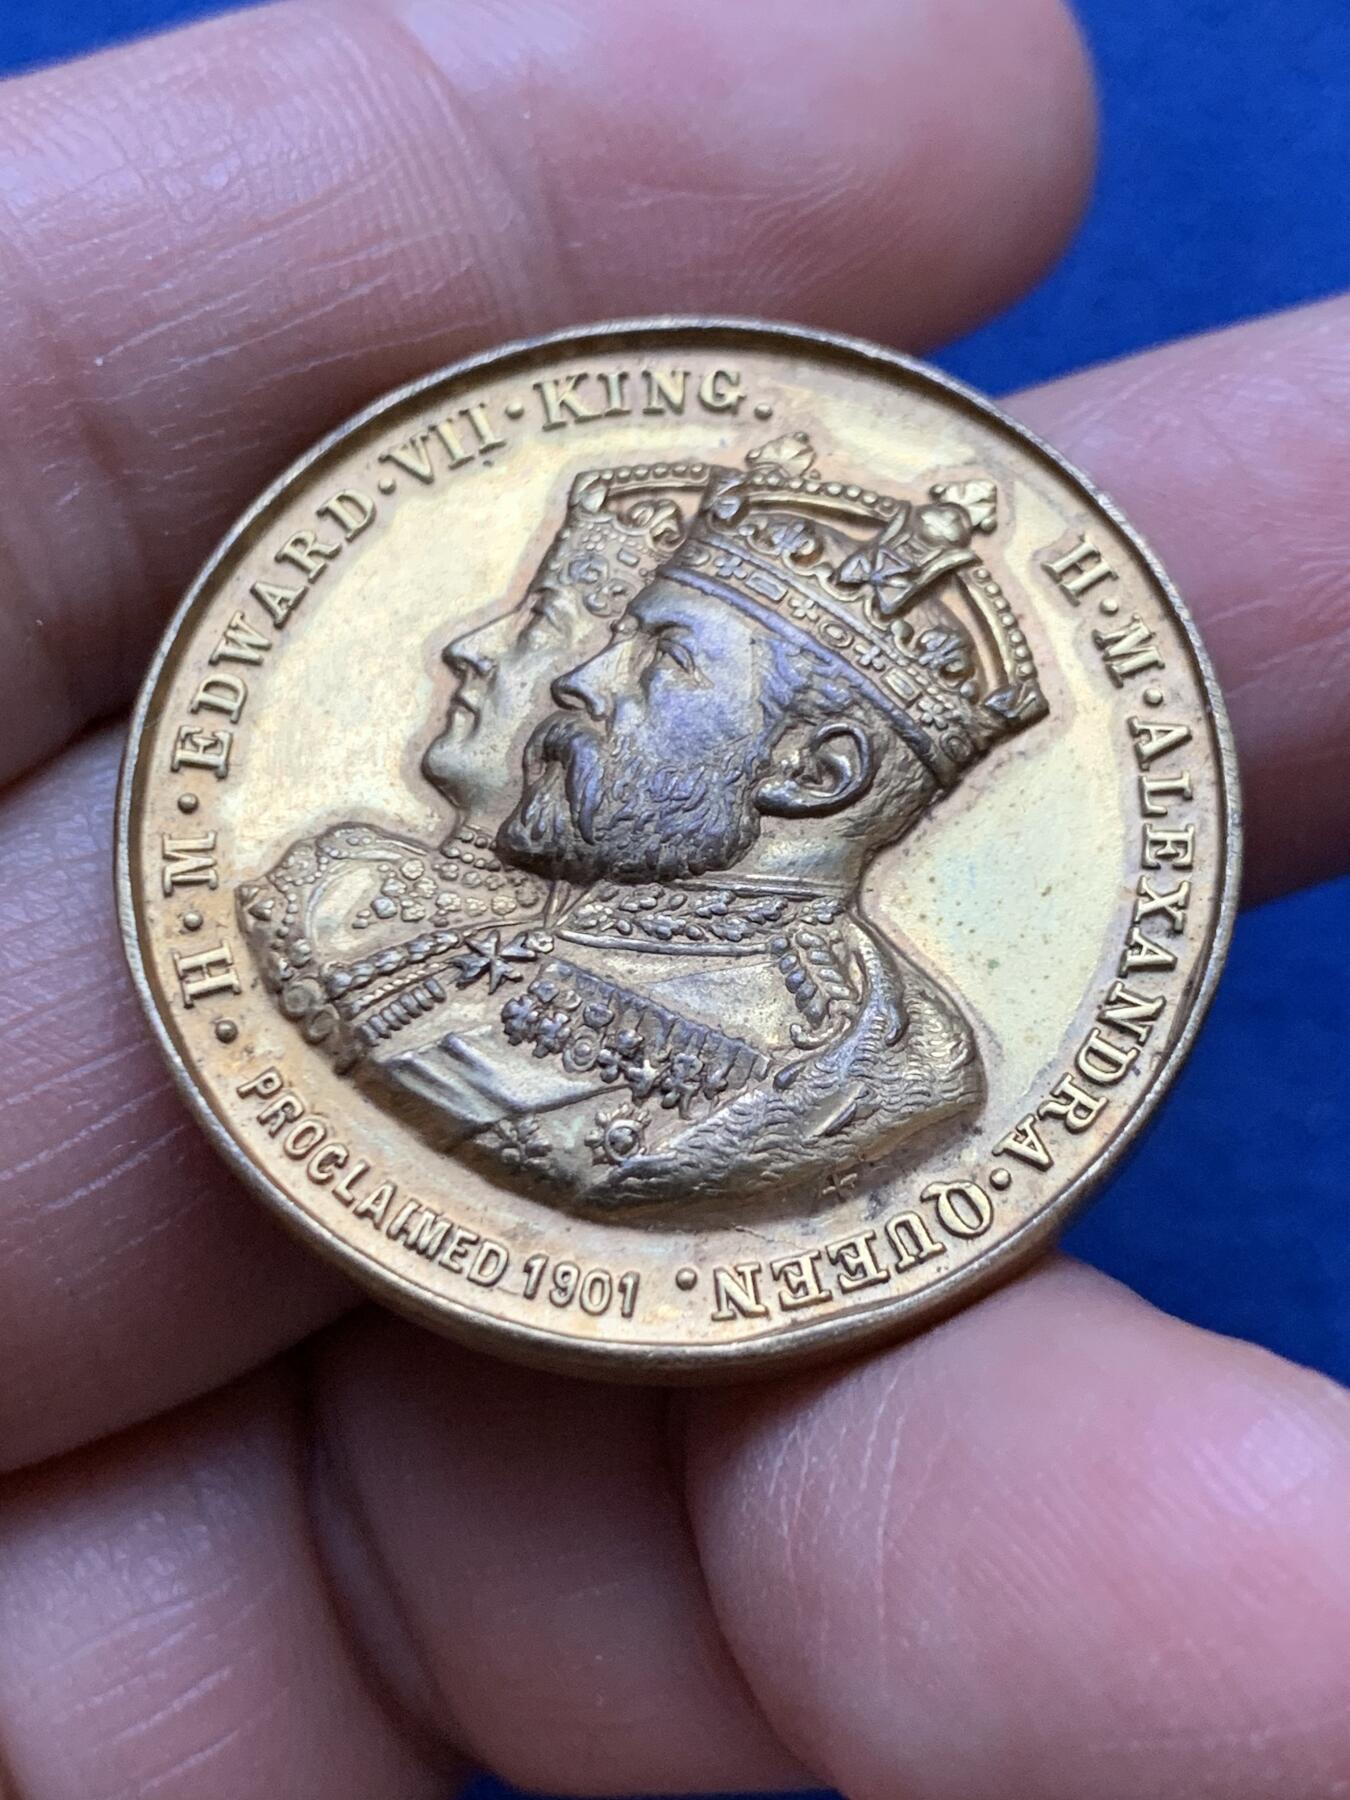 H·M·EDWARD·VII·KING.
H·M·ALEXANDRA·QUEEN·
PROCLAIMED 1901